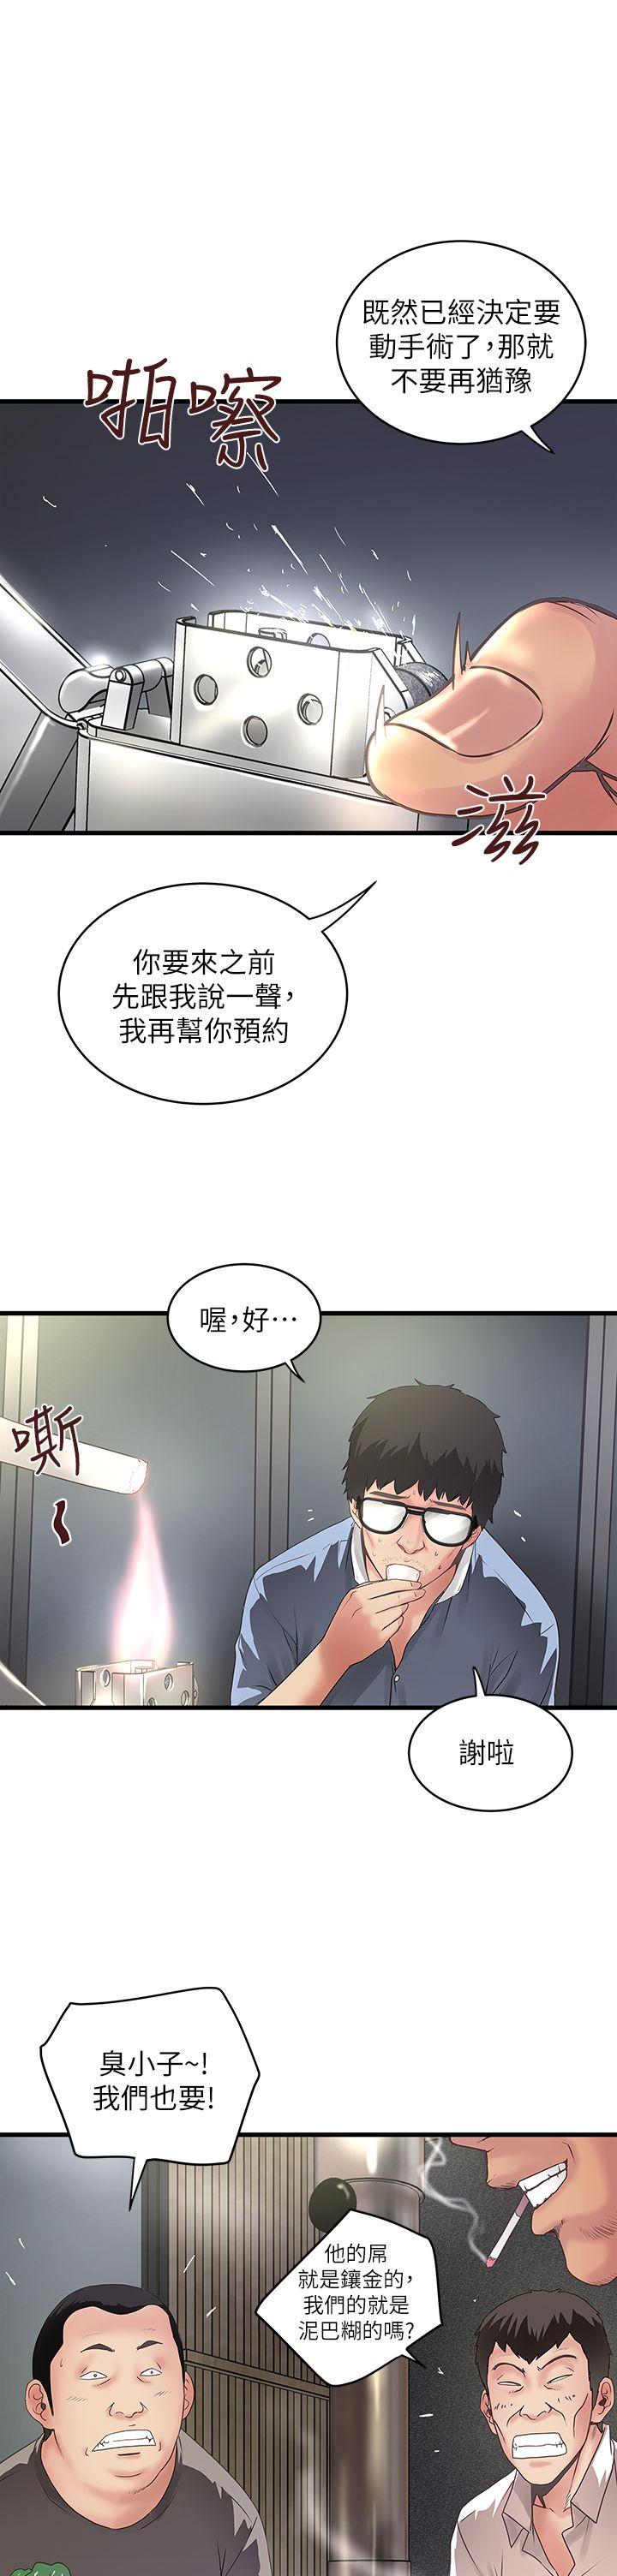 既然已經決定要
動手術了,那就
不要再猶豫
啪嚓
滋
你要來之前
先跟我說一聲,
我再幫你預約
喔,好…
嘶
謝啦
臭小子~!
我們也要!
他的屌
就是鑲金的,
我們的就是
泥巴糊的嗎?